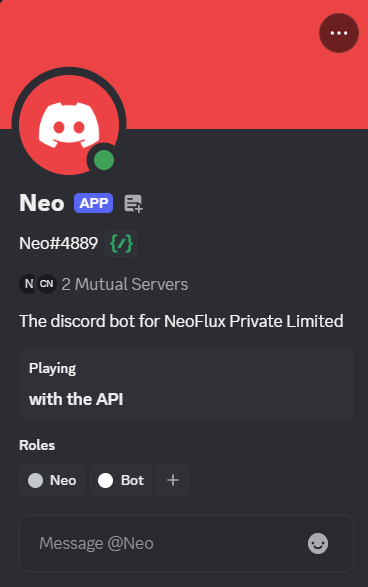 Neo APP
Neo#4889
N CN 2 Mutual Servers
The discord bot for NeoFlux Private Limited
Playing
with the API
Roles
Neo Bot +
Message @Neo